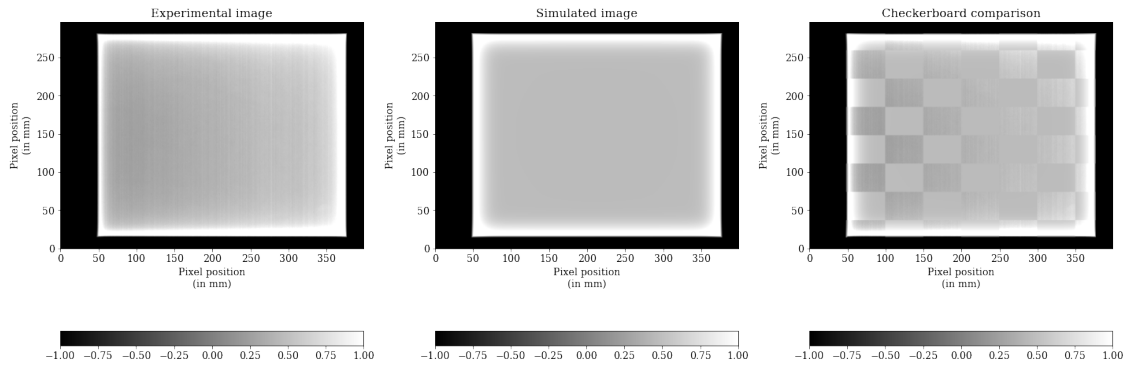 Experimental image
Simulated image
Checkerboard comparison
Pixel position
(in mm)
250
200
150
100
50
0
0 50 100 150 200 250 300 350
Pixel position
(in mm)
Pixel position
(in mm)
250
200
150
100
50
0
0 50 100 150 200 250 300 350
Pixel position
(in mm)
Pixel position
(in mm)
250
200
150
100
50
0
0 50 100 150 200 250 300 350
Pixel position
(in mm)
−1.00 −0.75 −0.50 −0.25 0.00 0.25 0.50 0.75 1.00
−1.00 −0.75 −0.50 −0.25 0.00 0.25 0.50 0.75 1.00
−1.00 −0.75 −0.50 −0.25 0.00 0.25 0.50 0.75 1.00